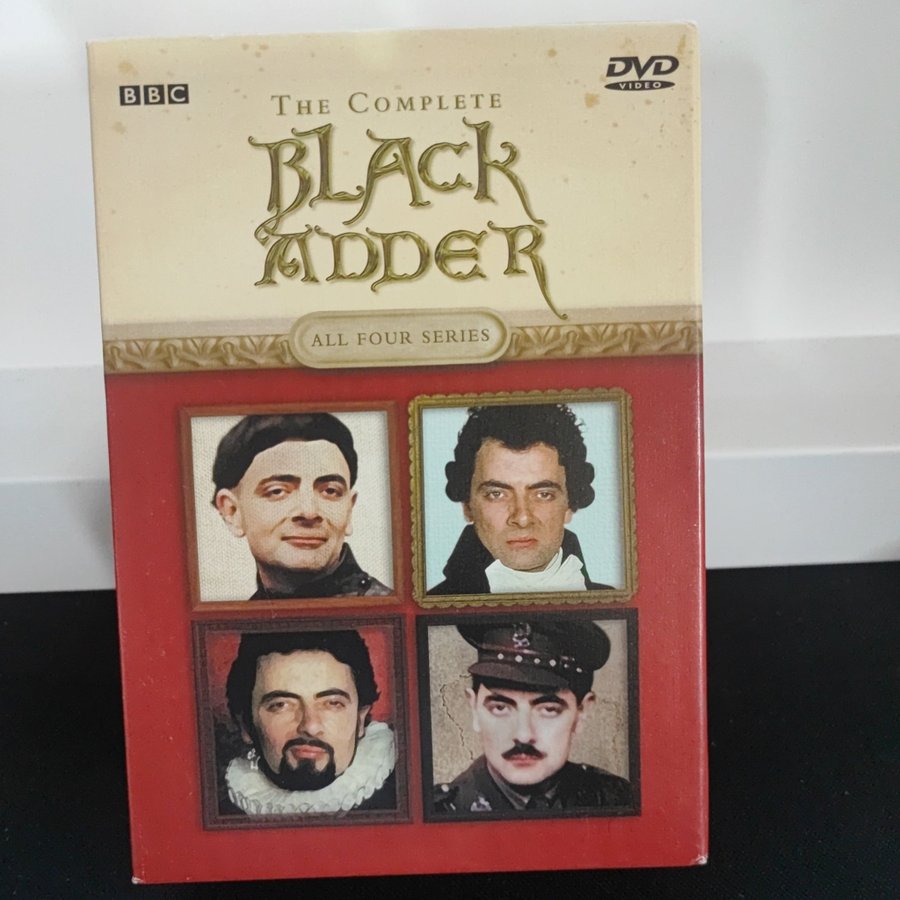 BBC
DVD
VIDEO
THE COMPLETE
BLACK
ADDER
ALL FOUR SERIES